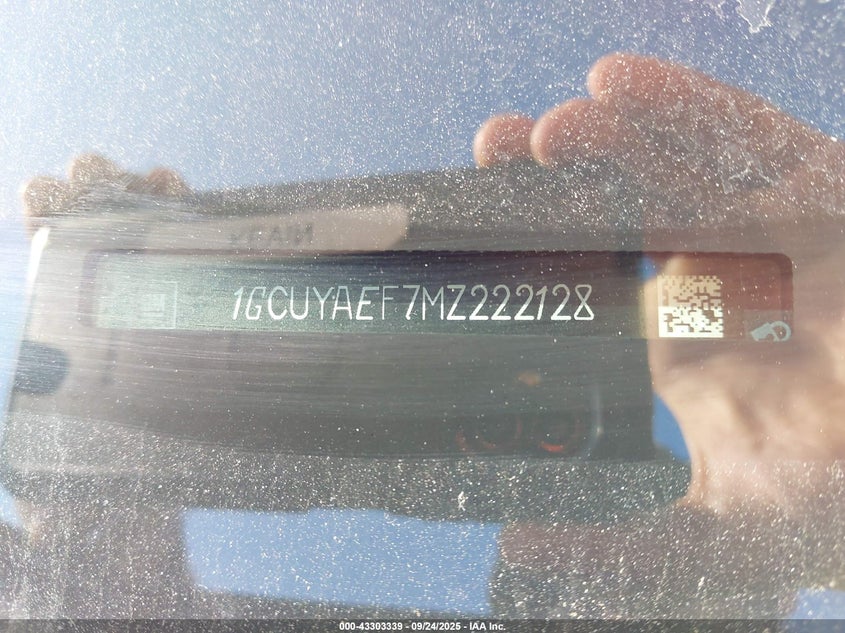 1GCUYAEF7MZ222128
000-43303339 - 09/24/2025 - IAA Inc.